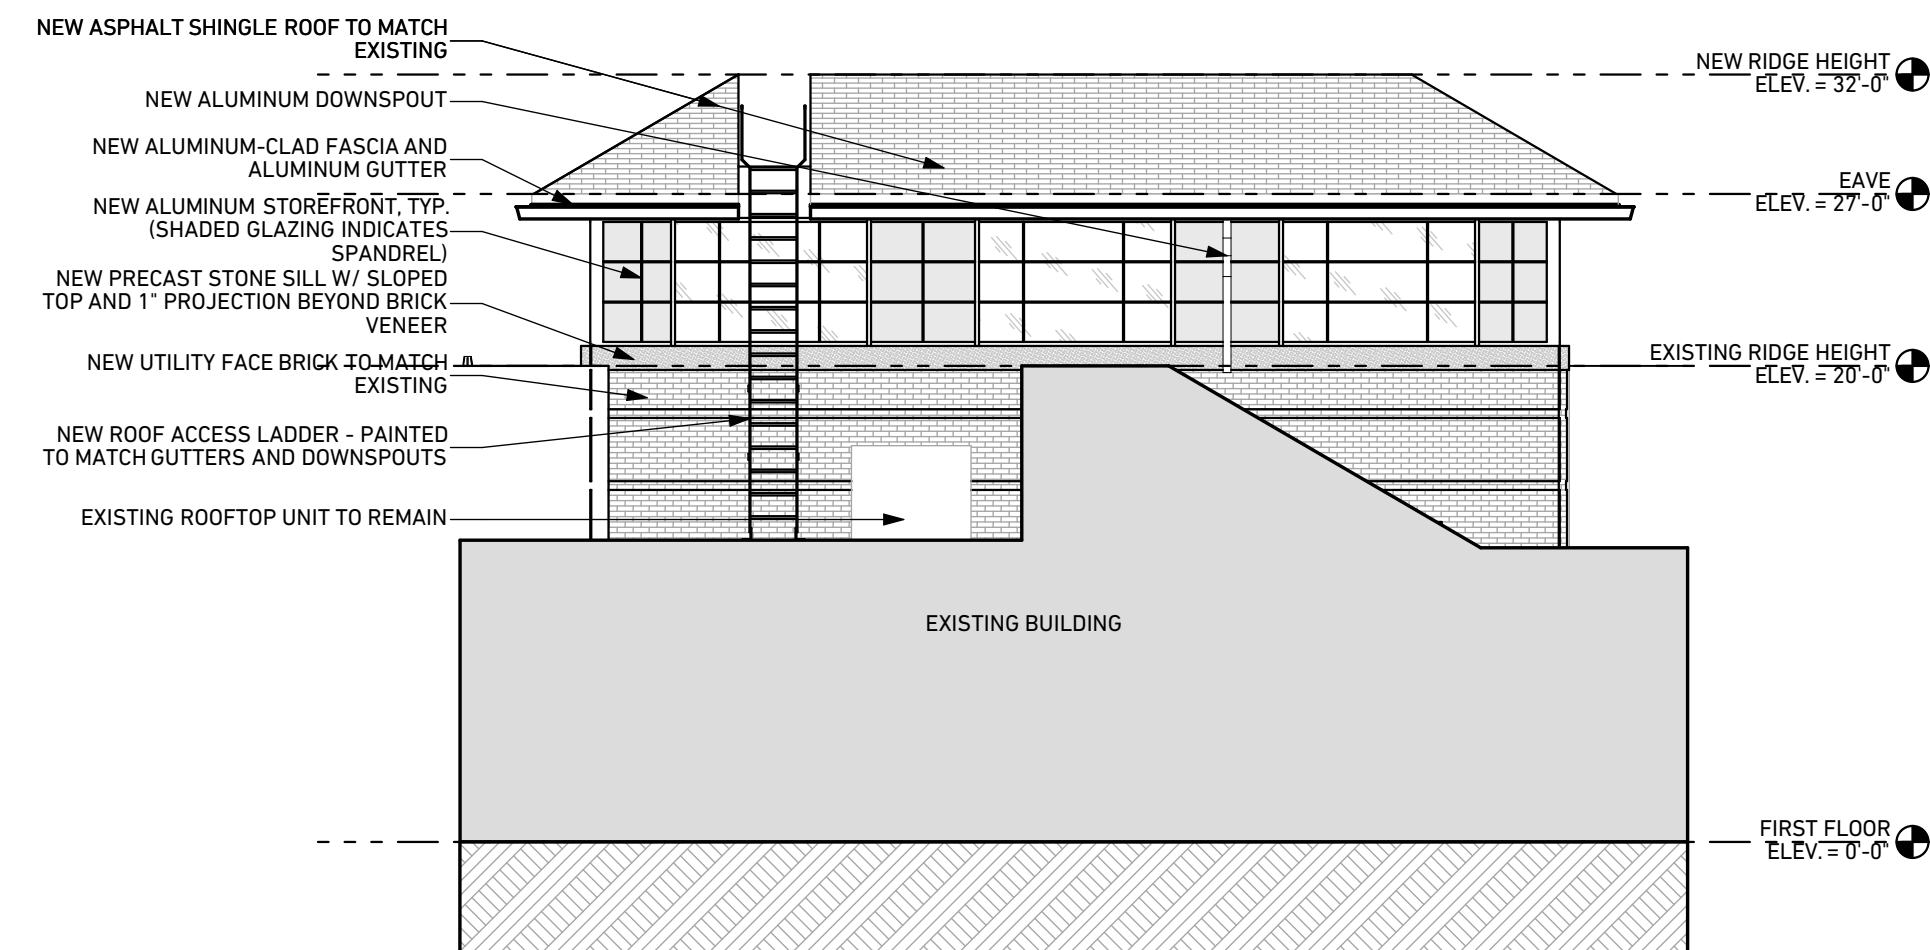 NEW ASPHALT SHINGLE ROOF TO MATCH
EXISTING
NEW ALUMINUM DOWNSPOUT
NEW ALUMINUM-CLAD FASCIA AND
ALUMINUM GUTTER
NEW ALUMINUM STOREFRONT, TYP.
(SHADED GLAZING INDICATES
SPANDREL)
NEW PRECAST STONE SILL W/ SLOPED
TOP AND 1" PROJECTION BEYOND BRICK
VENEER
NEW UTILITY FACE BRICK TO MATCH
EXISTING
NEW ROOF ACCESS LADDER - PAINTED
TO MATCH GUTTERS AND DOWNSPOUTS
EXISTING ROOFTOP UNIT TO REMAIN
EXISTING BUILDING
NEW RIDGE HEIGHT
ELEV. = 32'-0"
EAVE
ELEV. = 27'-0"
EXISTING RIDGE HEIGHT
ELEV. = 20'-0"
FIRST FLOOR
ELEV. = 0'-0"